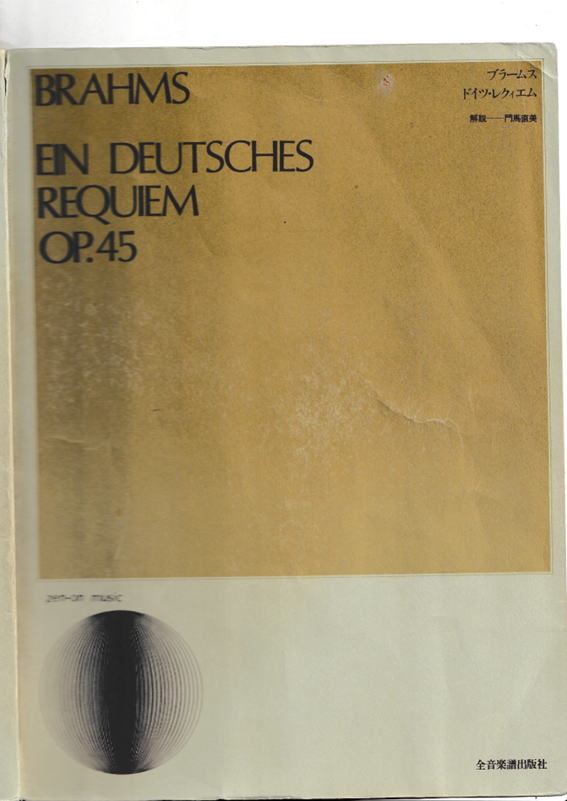 BRAHMS
EIN DEUTSCHES
REQUIEM
OP.45
ブラームス
ドイツ・レクィエム
解説——門馬直美
zen-on music
全音楽譜出版社